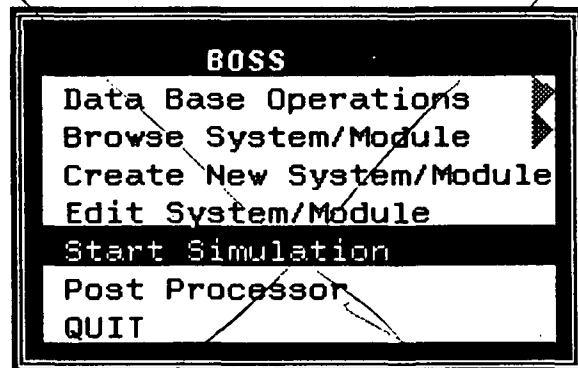 BOSS
Data Base Operations
Browse System/Module
Create New System/Module
Edit System/Module
Start Simulation
Post Processor
QUIT